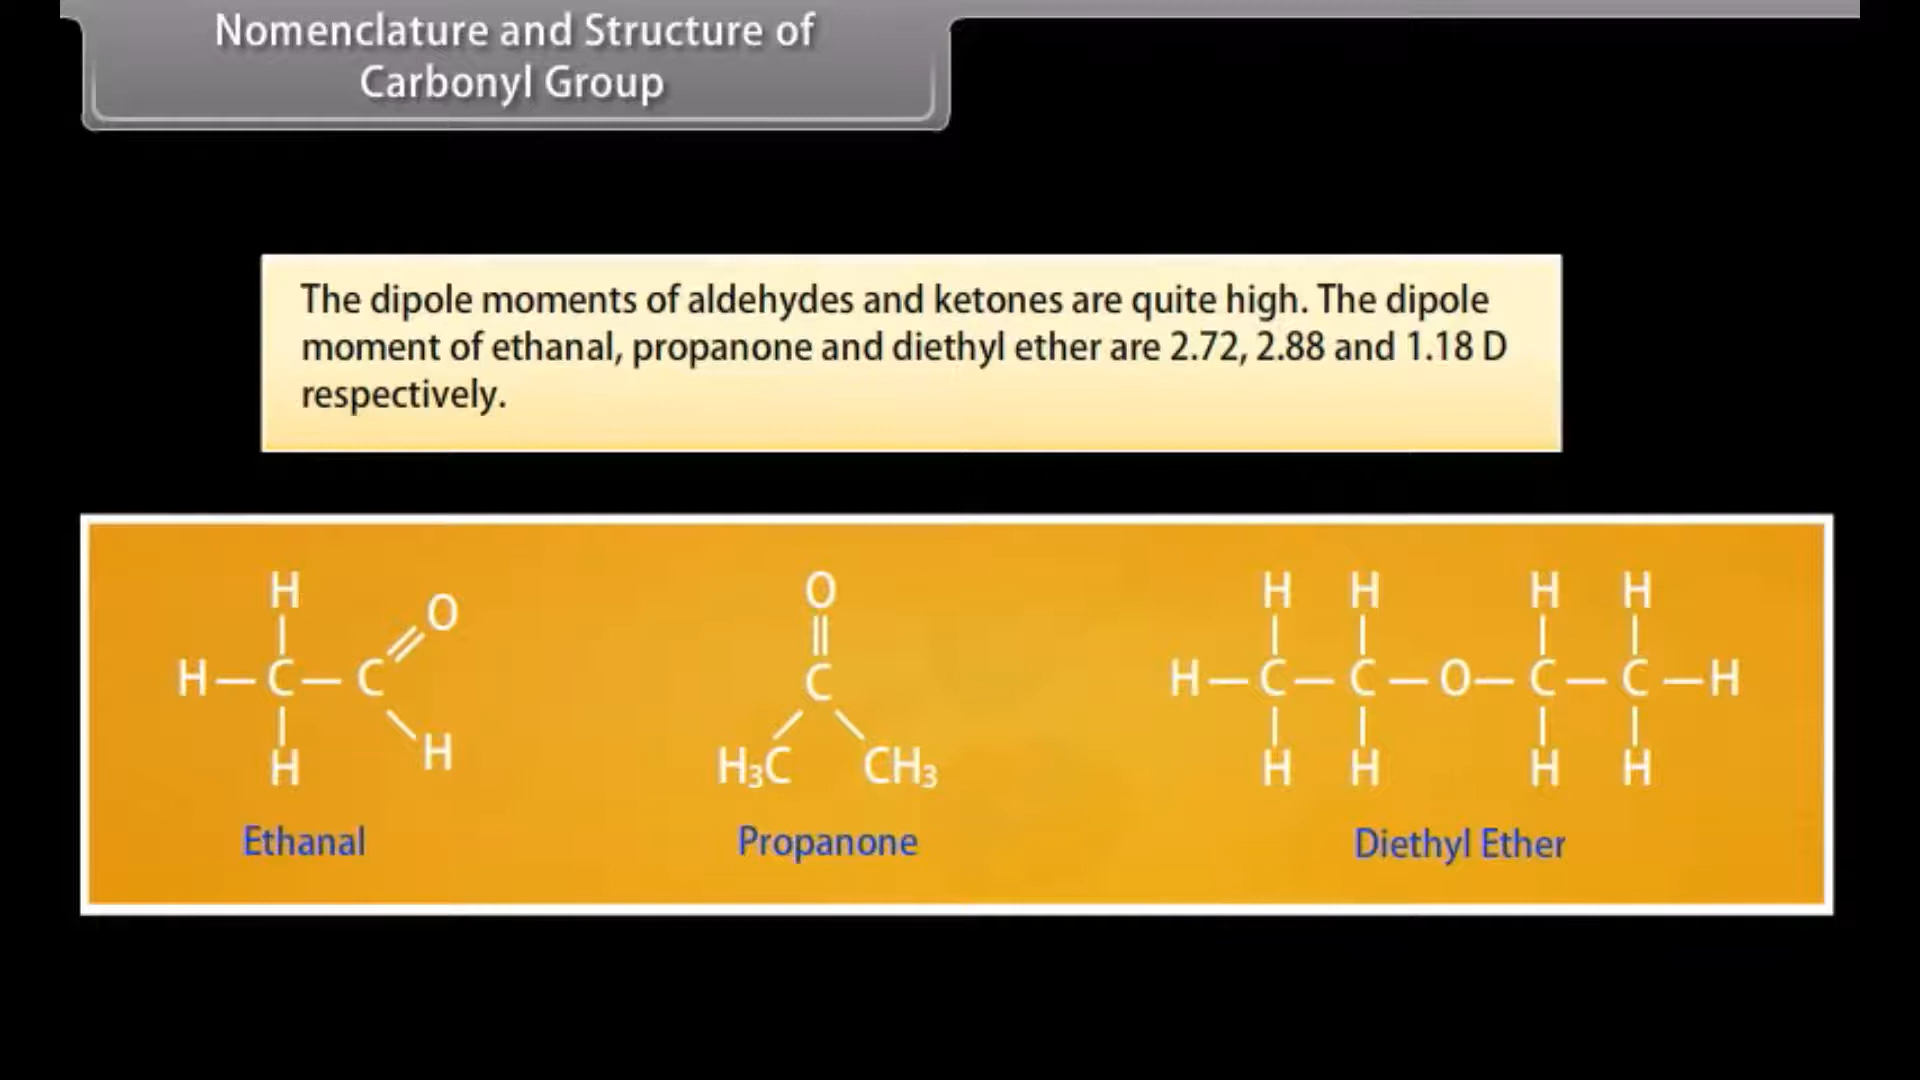 Nomenclature and Structure of
Carbonyl Group
The dipole moments of aldehydes and ketones are quite high. The dipole
moment of ethanal, propanone and diethyl ether are 2.72, 2.88 and 1.18 D
respectively.
H
O
H—C—C
H
H
Ethanal
O
C
H₃C CH₃
Propanone
H H H H
H—C—C—O—C—C—H
H H H H
Diethyl Ether